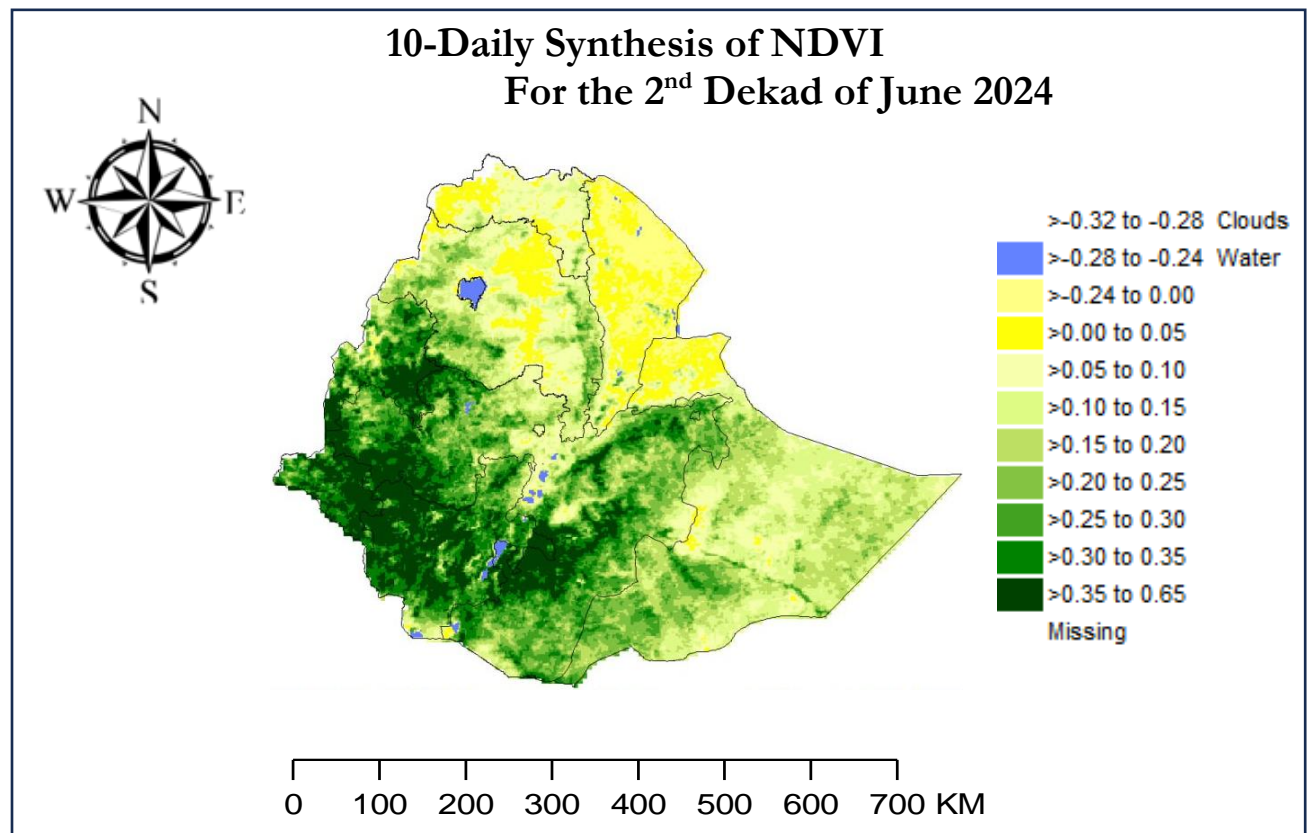 10-Daily Synthesis of NDVI
For the 2nd Dekad of June 2024
N
W
E
S
>-0.32 to -0.28 Clouds
>-0.28 to -0.24 Water
>-0.24 to 0.00
>0.00 to 0.05
>0.05 to 0.10
>0.10 to 0.15
>0.15 to 0.20
>0.20 to 0.25
>0.25 to 0.30
>0.30 to 0.35
>0.35 to 0.65
Missing
0 100 200 300 400 500 600 700 KM